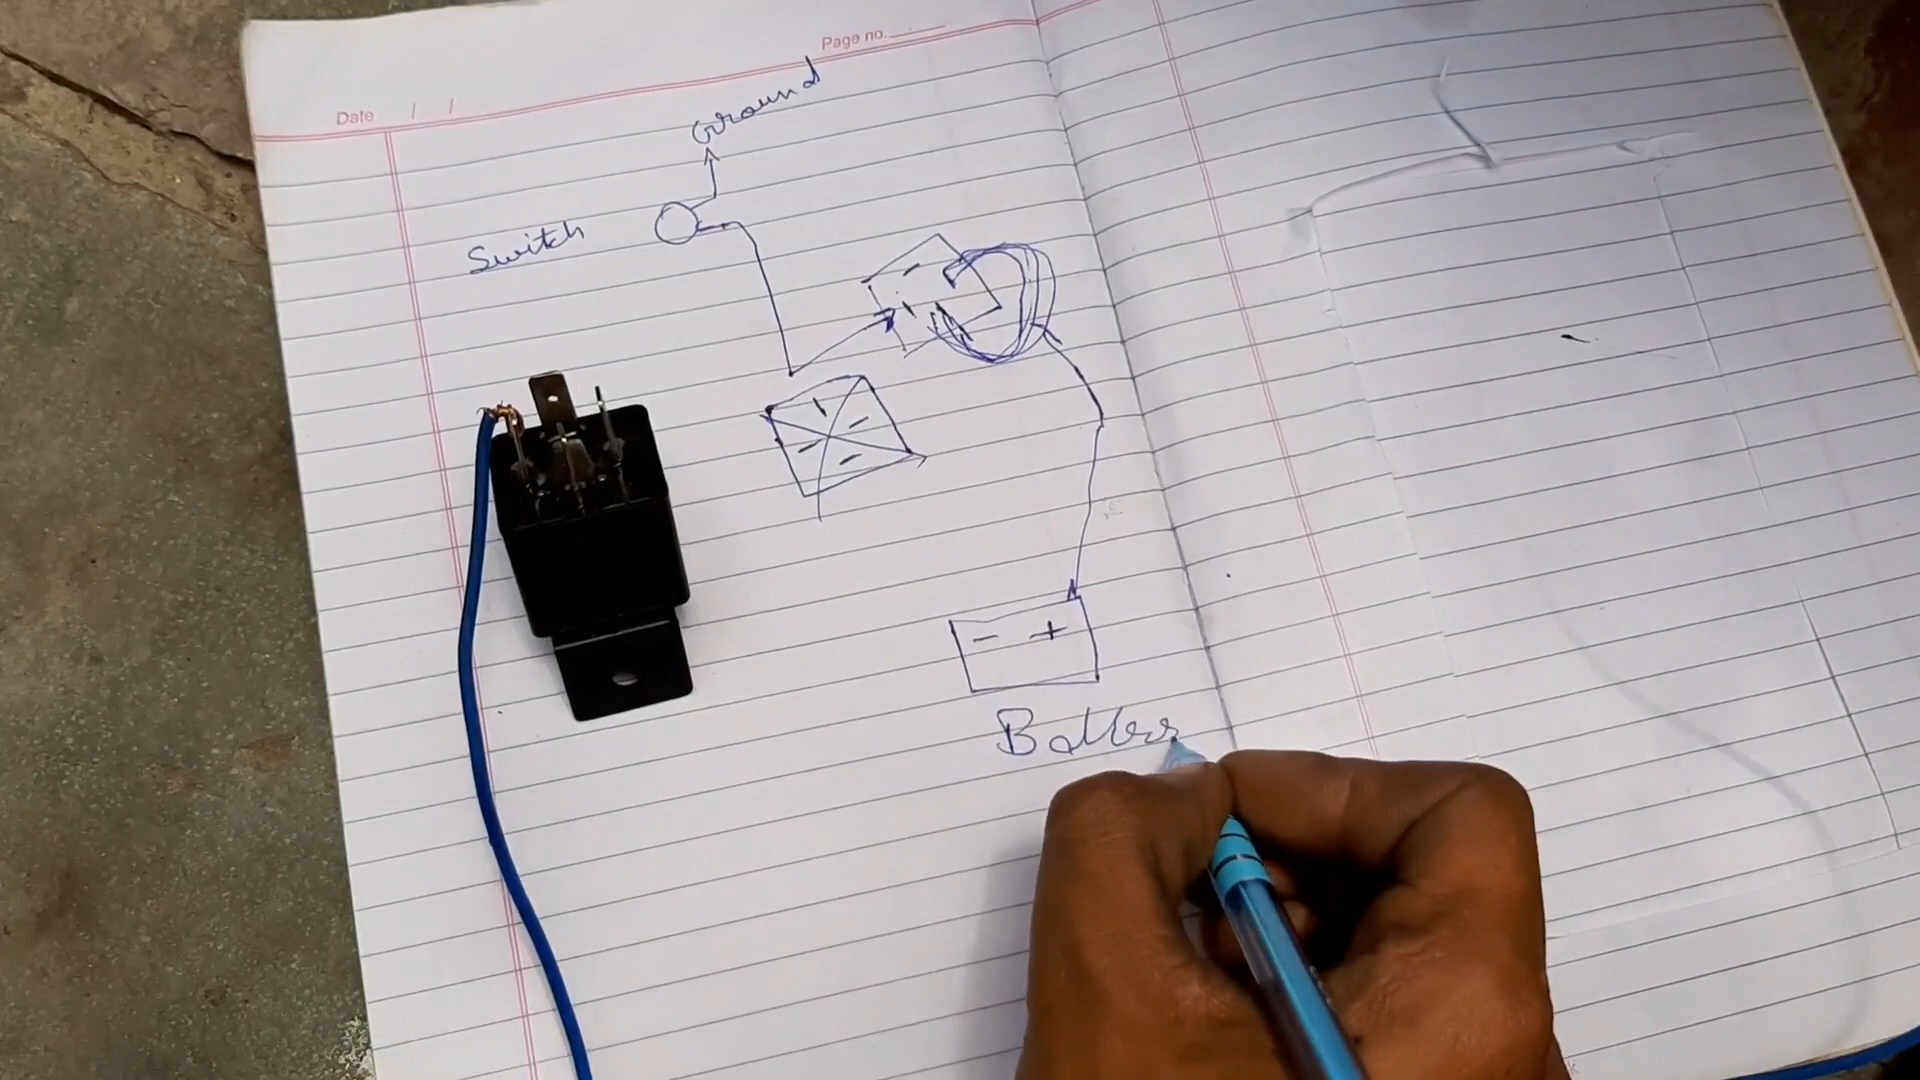 Page no.
Date / /
Ground
Switch
- +